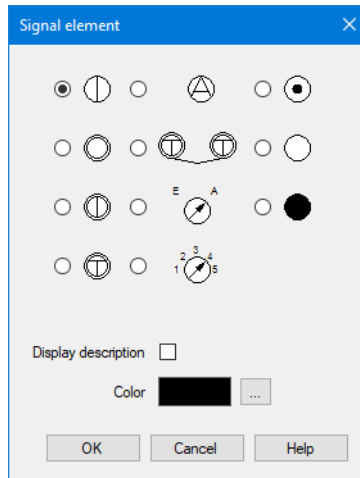 Signal element
A
T T
E A
T
1 2 3 4 5
Display description
Color
...
OK Cancel Help